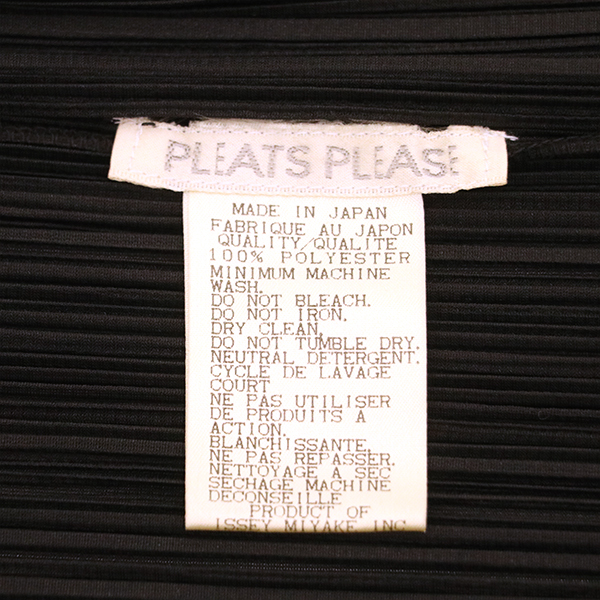 PLEATS PLEASE
MADE IN JAPAN
FABRIQUE AU JAPON
QUALITY/QUALITE
100% POLYESTER
MINIMUM MACHINE
WASH.
DO NOT BLEACH.
DO NOT IRON.
DRY CLEAN.
DO NOT TUMBLE DRY.
NEUTRAL DETERGENT.
CYCLE DE LAVAGE
COURT
NE PAS UTILISER
DE PRODUITS A
ACTION.
BLANCHISSANTE.
NE PAS REPASSER.
NETTOYAGE A SEC
SECHAGE MACHINE
DECONSEILLE
PRODUCT OF
ISSEY MIYAKE INC